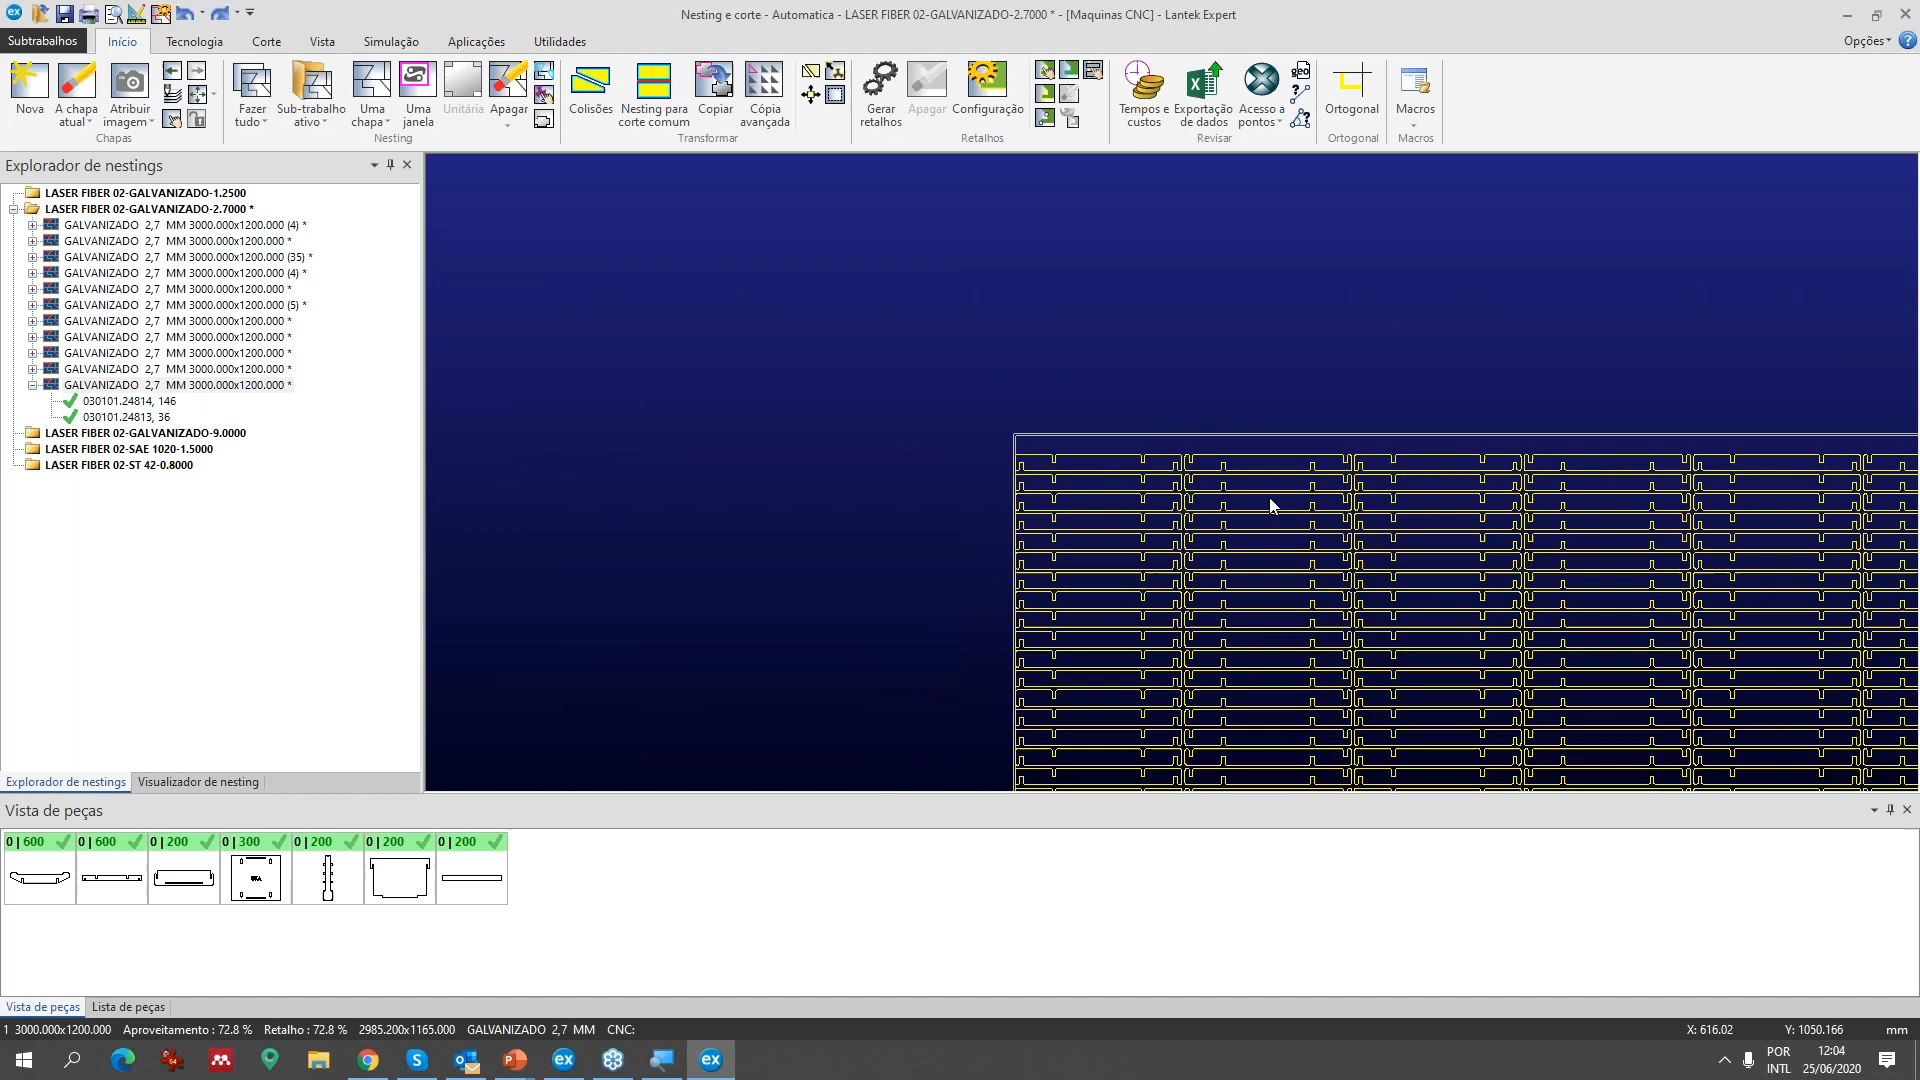 Nesting e corte - Automatica - LASER FIBER 02-GALVANIZADO-2.7000 * - [Maquinas CNC] - Lantek Expert
Subtrabalhos Início Tecnologia Corte Vista Simulação Aplicações Utilidades Opções
Nova A chapa atual Atribuir imagem Fazer tudo Sub-trabalho ativo Uma chapa Uma janela Unitária Apagar Colisões Nesting para corte comum Copiar Cópia avançada Gerar retalhos Apagar Configuração Tempos e custos Exportação de dados Acesso a pontos Ortogonal Macros
Chapas Nesting Transformar Retalhos Revisar Ortogonal Macros
Explorador de nestings
LASER FIBER 02-GALVANIZADO-1.2500
LASER FIBER 02-GALVANIZADO-2.7000 *
GALVANIZADO 2,7 MM 3000.000x1200.000 (4) *
GALVANIZADO 2,7 MM 3000.000x1200.000 *
GALVANIZADO 2,7 MM 3000.000x1200.000 (35) *
GALVANIZADO 2,7 MM 3000.000x1200.000 (4) *
GALVANIZADO 2,7 MM 3000.000x1200.000 *
GALVANIZADO 2,7 MM 3000.000x1200.000 (5) *
GALVANIZADO 2,7 MM 3000.000x1200.000 *
GALVANIZADO 2,7 MM 3000.000x1200.000 *
GALVANIZADO 2,7 MM 3000.000x1200.000 *
GALVANIZADO 2,7 MM 3000.000x1200.000 *
GALVANIZADO 2,7 MM 3000.000x1200.000 *
030101.24814, 146
030101.24813, 36
LASER FIBER 02-GALVANIZADO-9.0000
LASER FIBER 02-SAE 1020-1.5000
LASER FIBER 02-ST 42-0.8000
Explorador de nestings Visualizador de nesting
Vista de peças
0 | 600 0 | 600 0 | 200 0 | 300 0 | 200 0 | 200 0 | 200
Vista de peças Lista de peças
1 3000.000x1200.000 Aproveitamento : 72.8 % Retalho : 72.8 % 2985.200x1165.000 GALVANIZADO 2,7 MM CNC: X: 616.02 Y: 1050.166 mm
POR 12:04
INTL 25/06/2020